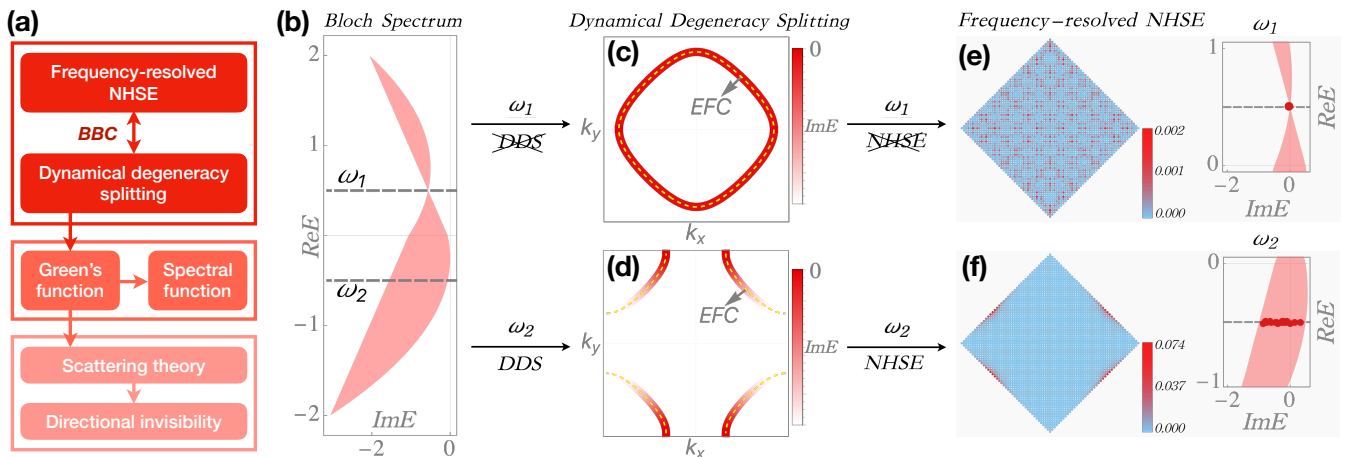 (a)
Frequency-resolved
NHSE
BBC
Dynamical degeneracy
splitting
Green's
function
Spectral
function
Scattering theory
Directional invisibility
(b)
Bloch Spectrum
2
1
ω1
ReE
ω2
−1
−2
ImE
−2
0
ω1
DDS
ω2
DDS
Dynamical Degeneracy Splitting
(c)
EFC
ky
kx
0
ImE
(d)
EFC
ky
kx
0
ImE
ω1
NHSE
ω2
NHSE
Frequency−resolved NHSE
(e)
0.002
0.001
0.000
ω1
1
0
ReE
−2
0
ImE
(f)
0.074
0.037
0.000
ω2
0
−1
ReE
−2
0
ImE